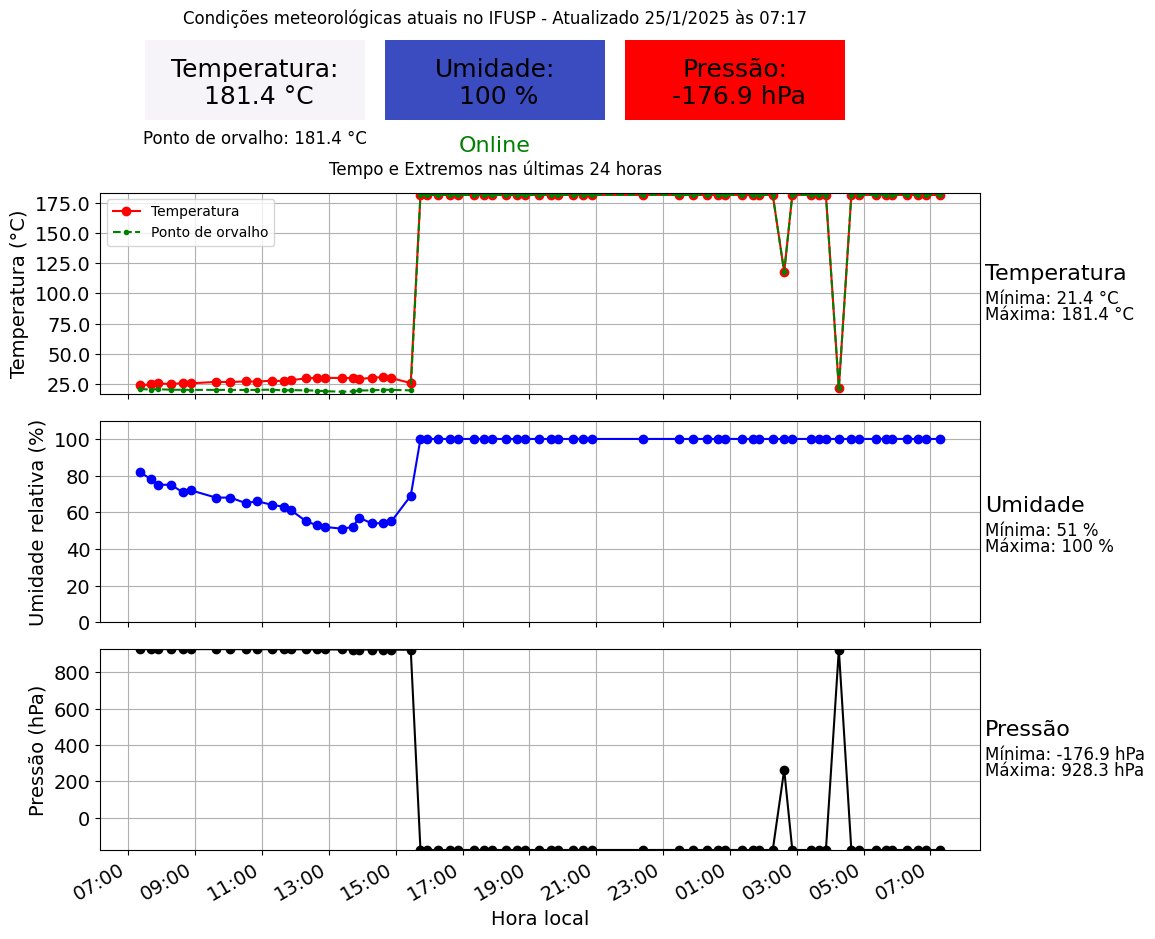 Condições meteorológicas atuais no IFUSP - Atualizado 25/1/2025 às 07:17
Temperatura:
181.4 °C
Umidade:
100 %
Pressão:
-176.9 hPa
Ponto de orvalho: 181.4 °C
Online
Tempo e Extremos nas últimas 24 horas
Temperatura (°C)
175.0
150.0
125.0
100.0
75.0
50.0
25.0
Temperatura
Ponto de orvalho
Temperatura
Mínima: 21.4 °C
Máxima: 181.4 °C
Umidade relativa (%)
100
80
60
40
20
0
Umidade
Mínima: 51 %
Máxima: 100 %
Pressão (hPa)
800
600
400
200
0
Pressão
Mínima: -176.9 hPa
Máxima: 928.3 hPa
07:00
09:00
11:00
13:00
15:00
17:00
19:00
21:00
23:00
01:00
03:00
05:00
07:00
Hora local